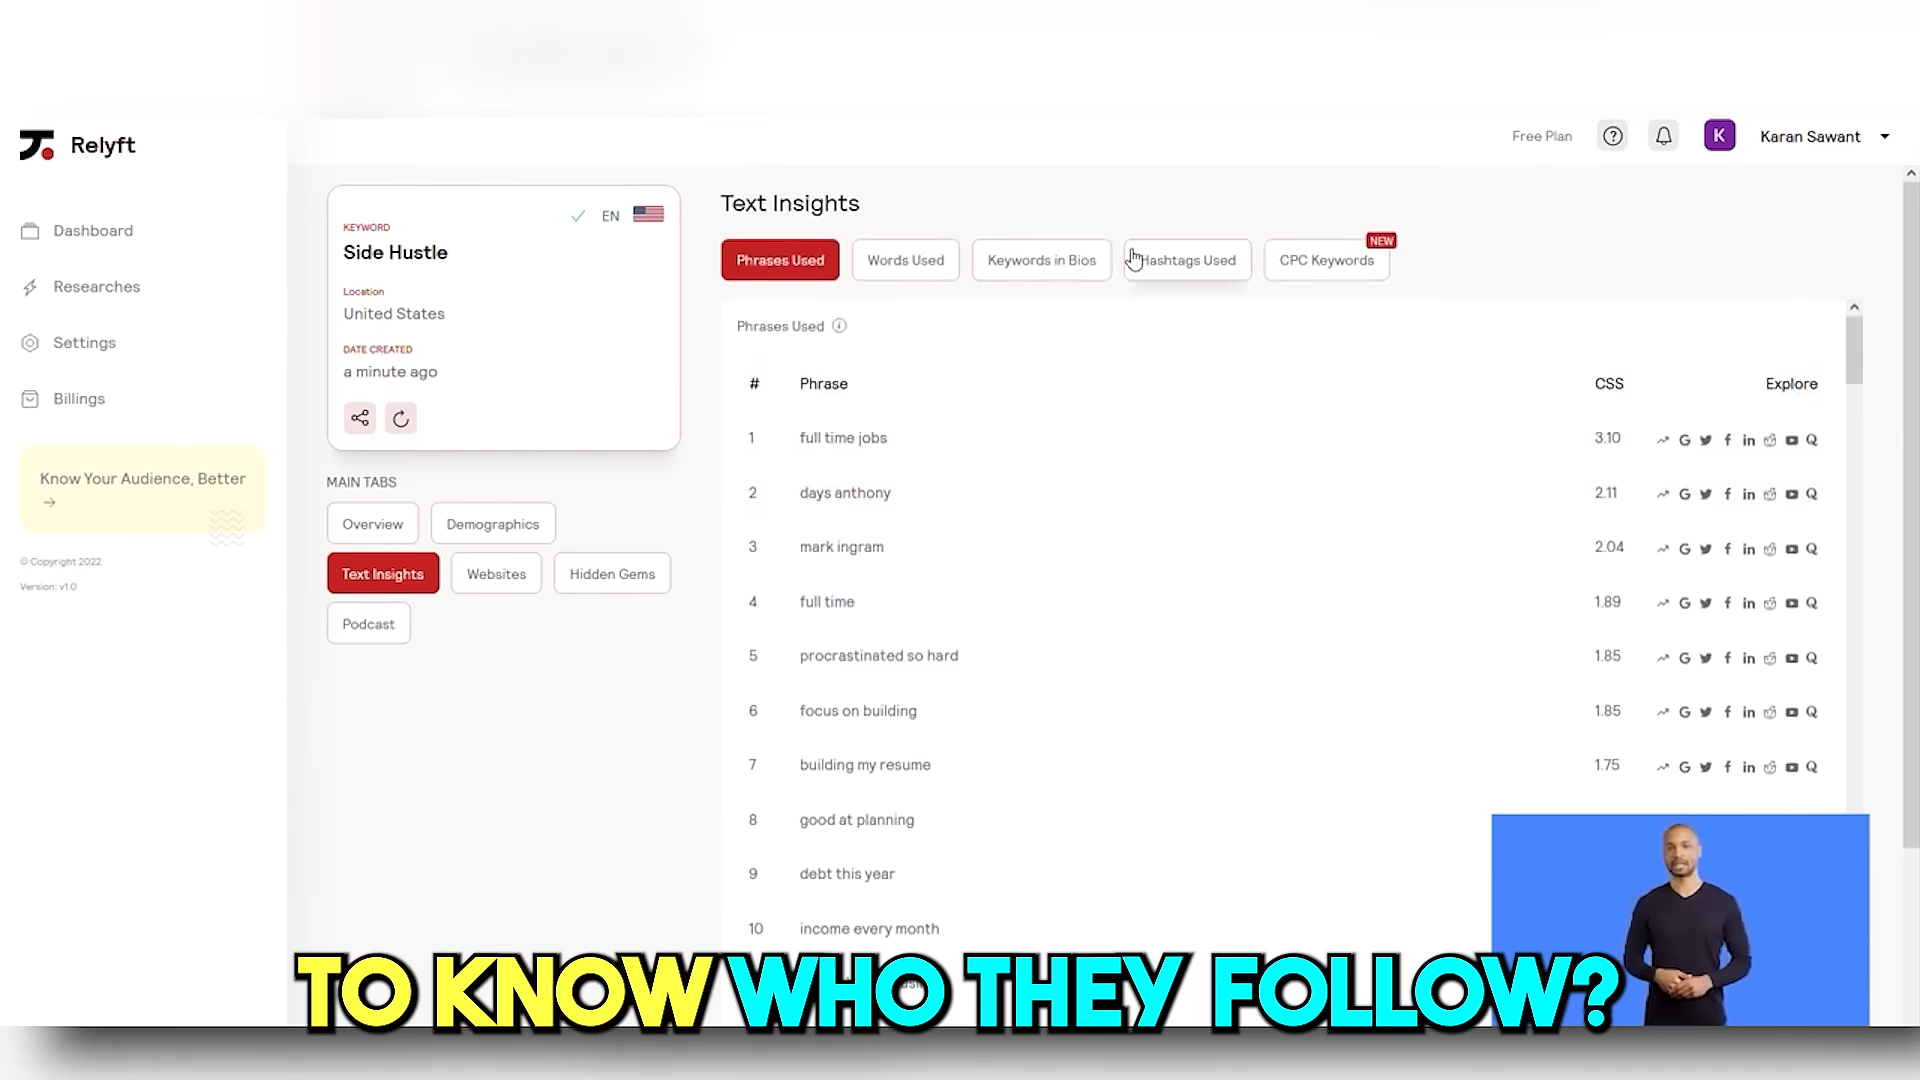 Relyft
Free Plan
K
Karan Sawant
Dashboard
Researches
Settings
Billings
Know Your Audience, Better
© Copyright 2022
Version: v1.0
EN
KEYWORD
Side Hustle
Location
United States
DATE CREATED
a minute ago
MAIN TABS
Overview
Demographics
Text Insights
Websites
Hidden Gems
Podcast
Text Insights
Phrases Used
Words Used
Keywords in Bios
Hashtags Used
CPC Keywords
NEW
Phrases Used
# Phrase CSS Explore
1 full time jobs 3.10
2 days anthony 2.11
3 mark ingram 2.04
4 full time 1.89
5 procrastinated so hard 1.85
6 focus on building 1.85
7 building my resume 1.75
8 good at planning
9 debt this year
10 income every month
TO KNOW WHO THEY FOLLOW?